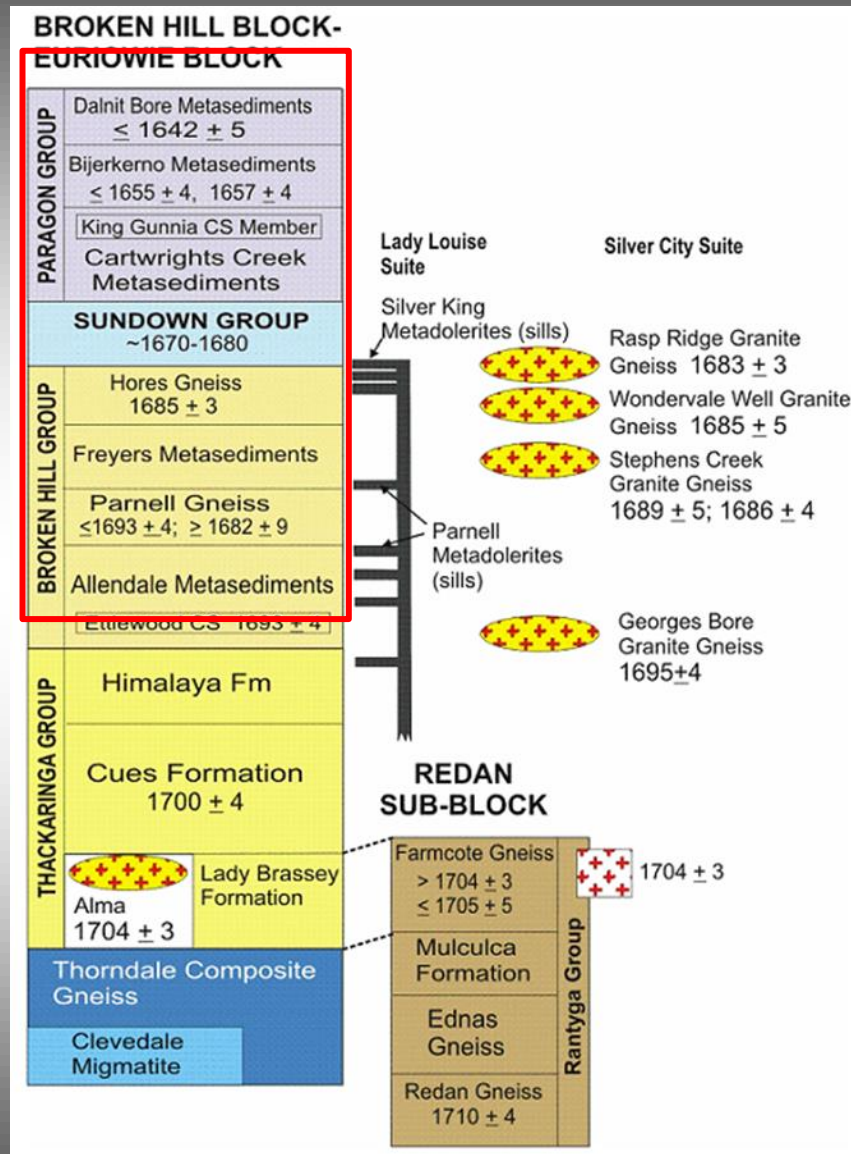 BROKEN HILL BLOCK-
EURIOWIE BLOCK
PARAGON GROUP
Dalnit Bore Metasediments
≤ 1642 ± 5
Bijerkerno Metasediments
≤ 1655 ± 4, 1657 ± 4
King Gunnia CS Member
Cartwrights Creek
Metasediments
SUNDOWN GROUP
~1670-1680
BROKEN HILL GROUP
Hores Gneiss
1685 ± 3
Freyers Metasediments
Parnell Gneiss
≤1693 ± 4; ≥ 1682 ± 9
Allendale Metasediments
Ettlewood CS 1693 ± 4
THACKARINGA GROUP
Himalaya Fm
Cues Formation
1700 ± 4
Alma
1704 ± 3
Lady Brassey
Formation
Thorndale Composite
Gneiss
Clevedale
Migmatite
Lady Louise
Suite
Silver King
Metadolerites (sills)
Parnell
Metadolerites
(sills)
Silver City Suite
Rasp Ridge Granite
Gneiss 1683 ± 3
Wondervale Well Granite
Gneiss 1685 ± 5
Stephens Creek
Granite Gneiss
1689 ± 5; 1686 ± 4
Georges Bore
Granite Gneiss
1695±4
REDAN
SUB-BLOCK
Farmcote Gneiss
> 1704 ± 3
≤ 1705 ± 5
Mulculca
Formation
Ednas
Gneiss
Redan Gneiss
1710 ± 4
Rantyga Group
1704 ± 3